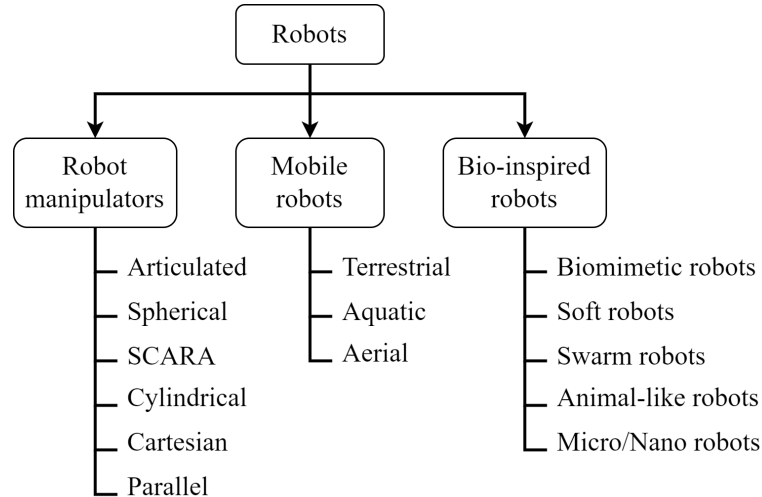 Robots
Robot
manipulators
Articulated
Spherical
SCARA
Cylindrical
Cartesian
Parallel
Mobile
robots
Terrestrial
Aquatic
Aerial
Bio-inspired
robots
Biomimetic robots
Soft robots
Swarm robots
Animal-like robots
Micro/Nano robots